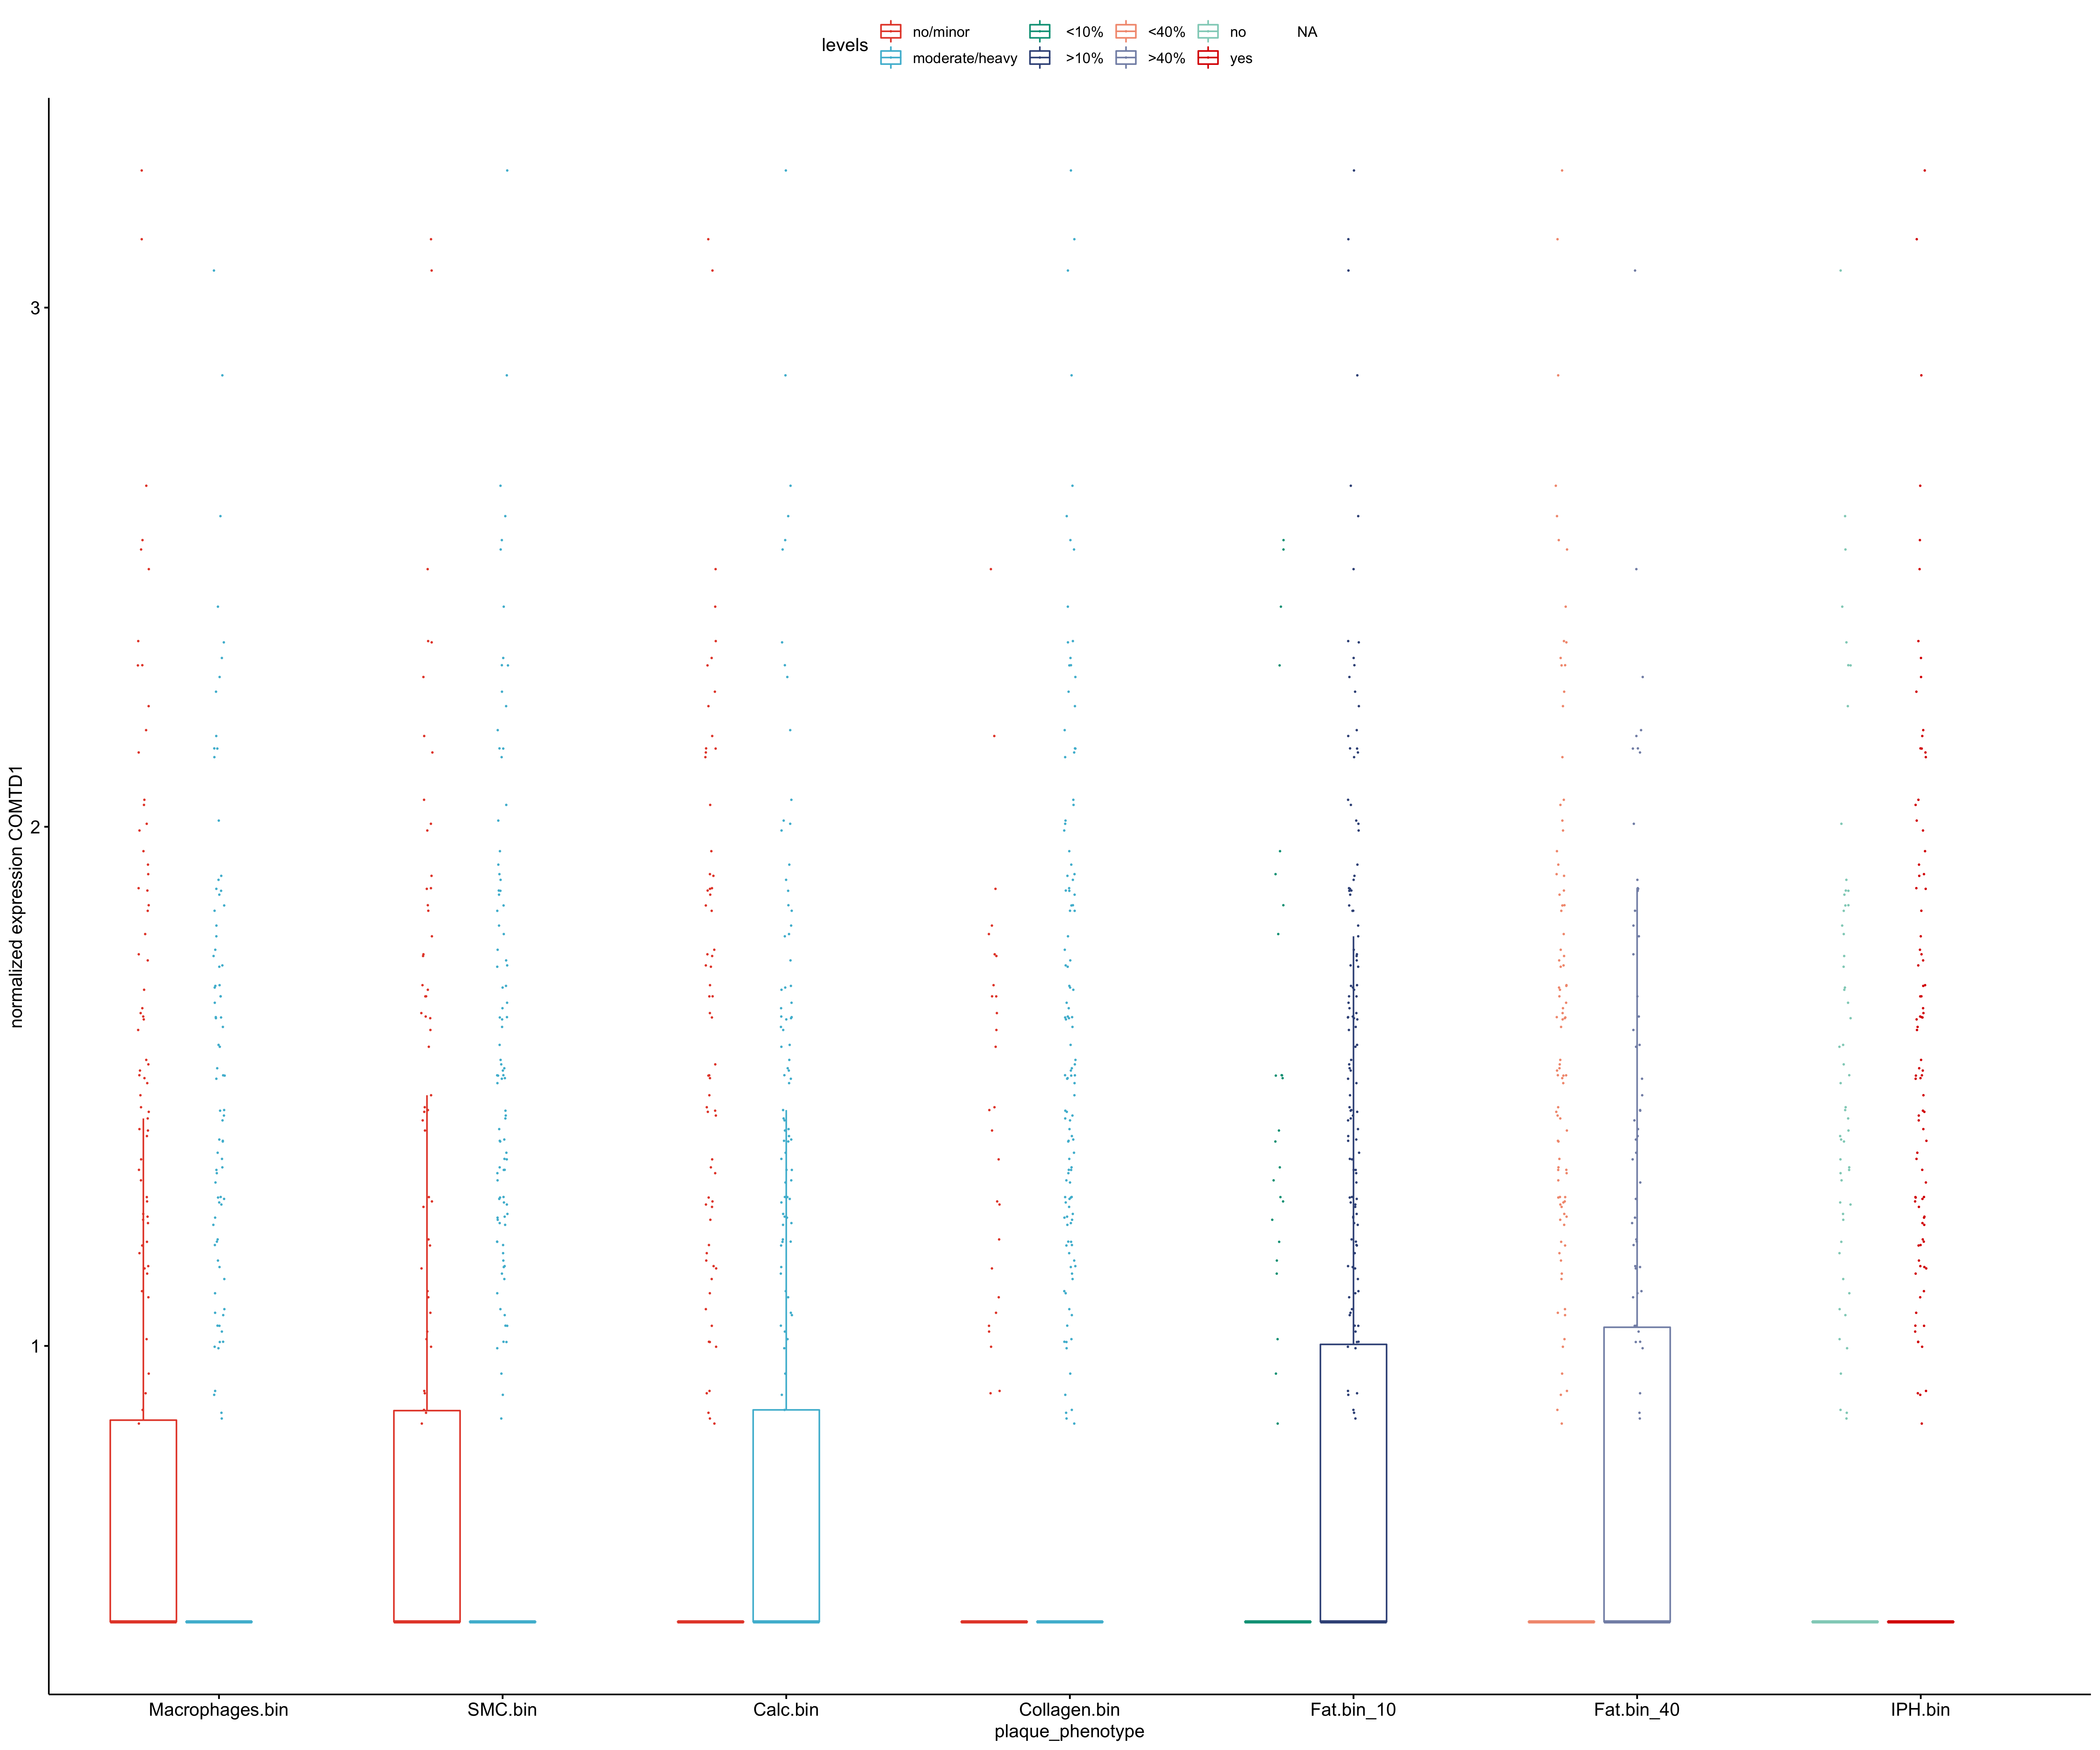 levels
no/minor <10% <40% no NA
moderate/heavy >10% >40% yes
normalized expression COMTD1
3
2
1
Macrophages.bin SMC.bin Calc.bin Collagen.bin Fat.bin_10 Fat.bin_40 IPH.bin
plaque_phenotype